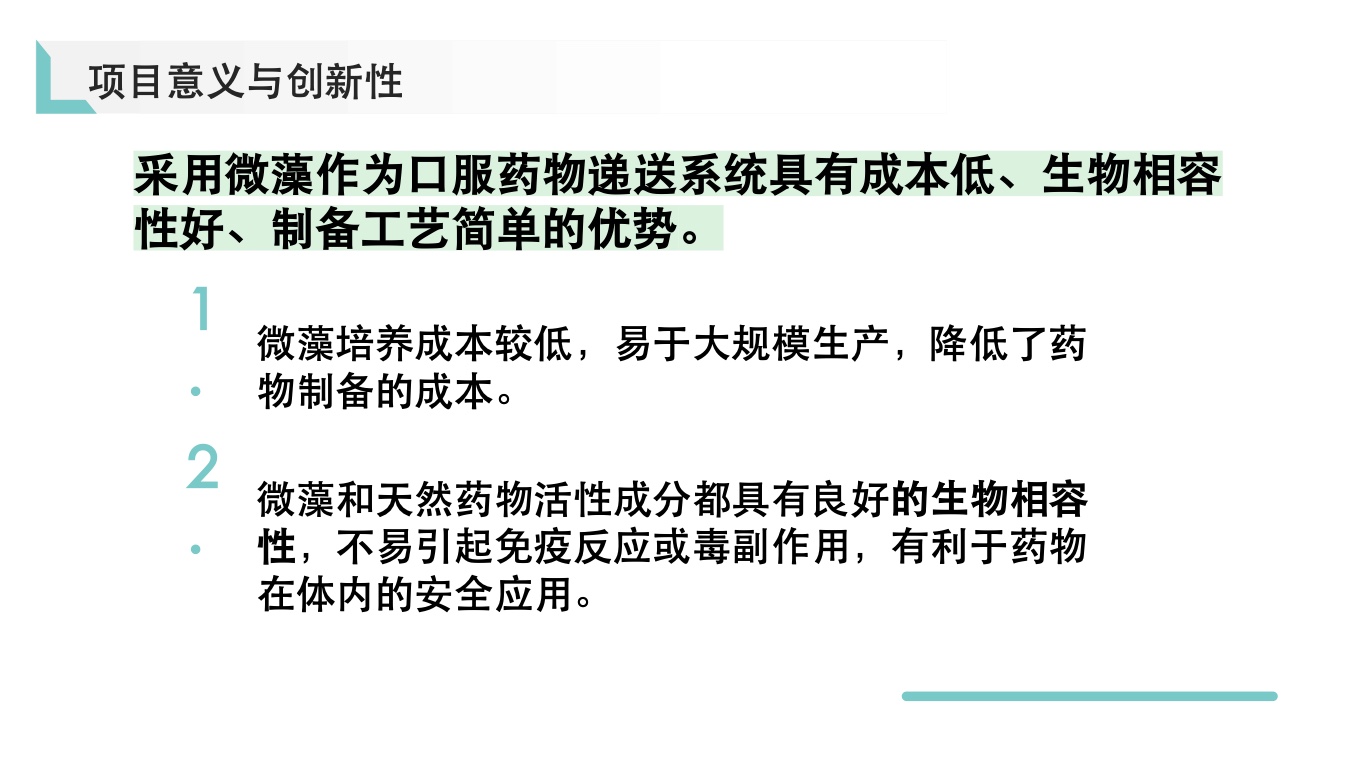 项目意义与创新性
采用微藻作为口服药物递送系统具有成本低、生物相容
性好、制备工艺简单的优势。
1
微藻培养成本较低，易于大规模生产，降低了药
物制备的成本。
2
微藻和天然药物活性成分都具有良好的生物相容
性，不易引起免疫反应或毒副作用，有利于药物
在体内的安全应用。